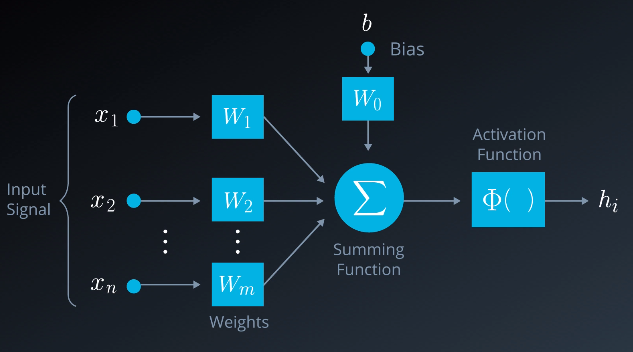 b
Bias
W₀
x₁
W₁
Activation
Function
Input
Signal
x₂
W₂
Σ
Φ( )
hᵢ
⋮
⋮
Summing
Function
xₙ
Wₘ
Weights